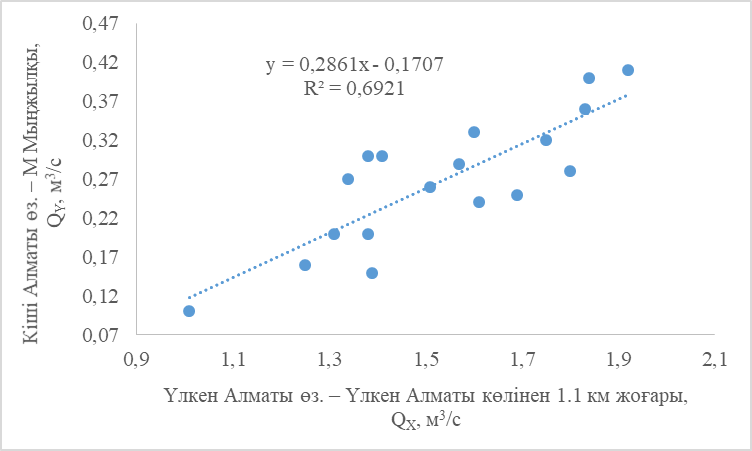 0,47
0,42
0,37
0,32
0,27
0,22
0,17
0,12
0,07
y = 0,2861x - 0,1707
R² = 0,6921
Кіші Алматы өз. – М Мыңжылқы,
QY, м³/с
0,9 1,1 1,3 1,5 1,7 1,9 2,1
Үлкен Алматы өз. – Үлкен Алматы көлінен 1.1 км жоғары,
QX, м³/с